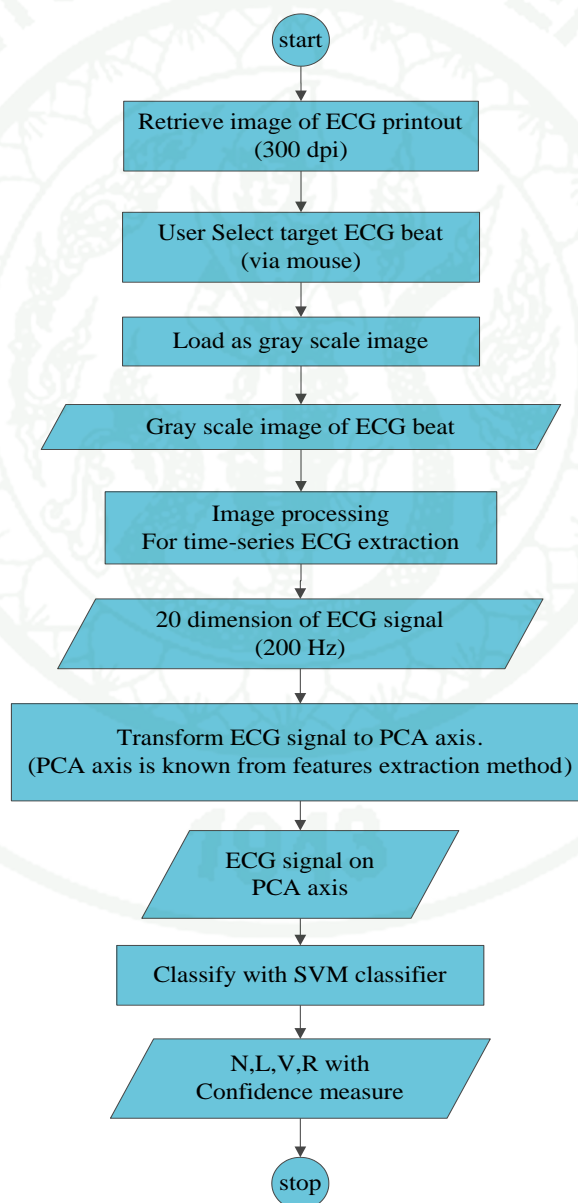 start
Retrieve image of ECG printout
(300 dpi)
User Select target ECG beat
(via mouse)
Load as gray scale image
Gray scale image of ECG beat
Image processing
For time-series ECG extraction
20 dimension of ECG signal
(200 Hz)
Transform ECG signal to PCA axis.
(PCA axis is known from features extraction method)
1943
ECG signal on
PCA axis
Classify with SVM classifier
N,L,V,R with
Confidence measure
stop